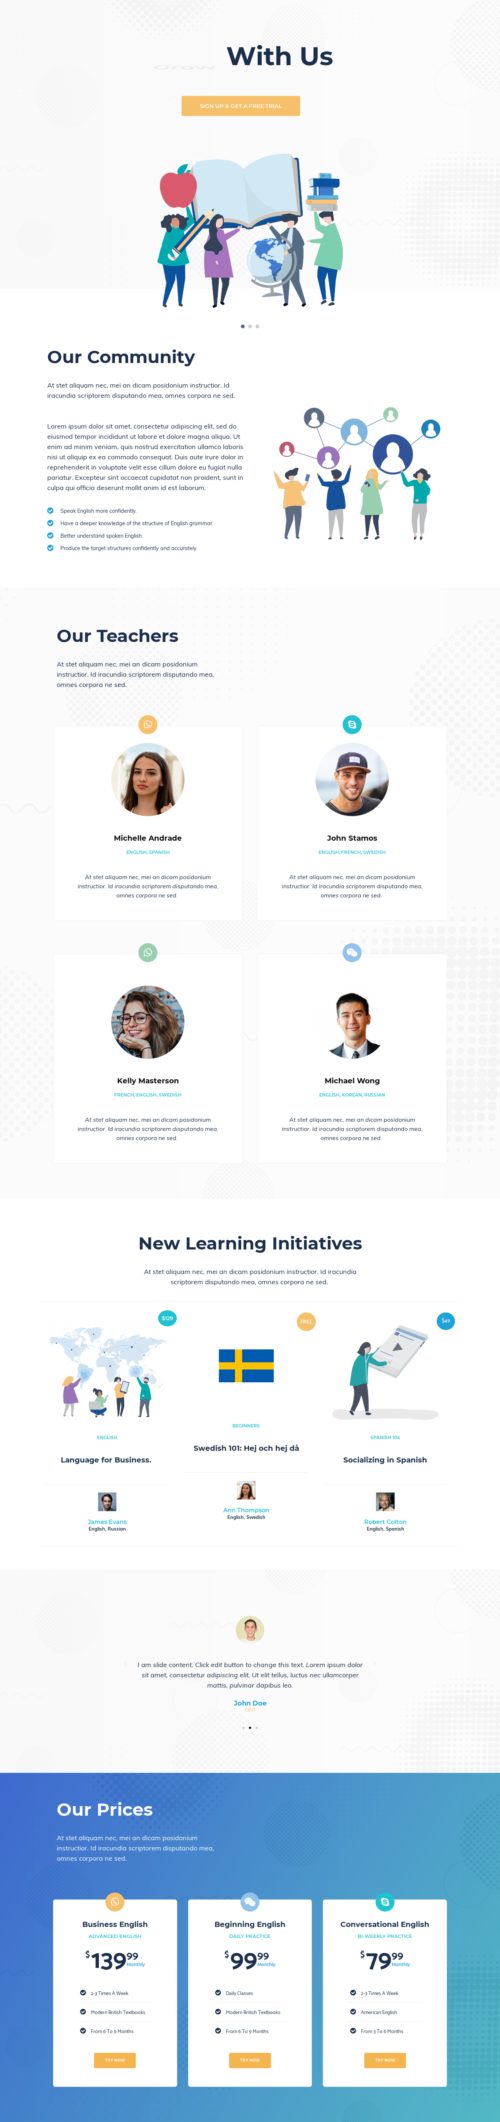 Grow With Us
SIGN UP & GET A FREE TRIAL
Our Community
At stet aliquam nec, mei an dicam posidonium instructior. Id
iracundia scriptorem disputando mea, omnes corpora ne sed.
Lorem ipsum dolor sit amet, consectetur adipiscing elit, sed do
eiusmod tempor incididunt ut labore et dolore magna aliqua. Ut
enim ad minim veniam, quis nostrud exercitation ullamco laboris
nisi ut aliquip ex ea commodo consequat. Duis aute irure dolor in
reprehenderit in voluptate velit esse cillum dolore eu fugiat nulla
pariatur. Excepteur sint occaecat cupidatat non proident, sunt in
culpa qui officia deserunt mollit anim id est laborum.
Speak English more confidently.
Have a deeper knowledge of the structure of English grammar.
Better understand spoken English.
Produce the target structures confidently and accurately.
Our Teachers
At stet aliquam nec, mei an dicam posidonium
instructior. Id iracundia scriptorem disputando mea,
omnes corpora ne sed.
Michelle Andrade
ENGLISH, SPANISH
At stet aliquam nec, mei an dicam posidonium
instructior. Id iracundia scriptorem disputando mea,
omnes corpora ne sed.
John Stamos
ENGLISH, FRENCH, SWEDISH
At stet aliquam nec, mei an dicam posidonium
instructior. Id iracundia scriptorem disputando mea,
omnes corpora ne sed.
Kelly Masterson
FRENCH, ENGLISH, SWEDISH
At stet aliquam nec, mei an dicam posidonium
instructior. Id iracundia scriptorem disputando mea,
omnes corpora ne sed.
Michael Wong
ENGLISH, KOREAN, RUSSIAN
At stet aliquam nec, mei an dicam posidonium
instructior. Id iracundia scriptorem disputando mea,
omnes corpora ne sed.
New Learning Initiatives
At stet aliquam nec, mei an dicam posidonium instructior. Id iracundia
scriptorem disputando mea, omnes corpora ne sed.
$129
ENGLISH
Language for Business.
James Evans
English, Russian
FREE
BEGINNERS
Swedish 101: Hej och hej då
Ann Thompson
English, Swedish
$49
SPANISH 104
Socializing in Spanish
Robert Colton
English, Spanish
I am slide content. Click edit button to change this text. Lorem ipsum dolor
sit amet, consectetur adipiscing elit. Ut elit tellus, luctus nec ullamcorper
mattis, pulvinar dapibus leo.
John Doe
CEO
Our Prices
At stet aliquam nec, mei an dicam posidonium
instructior. Id iracundia scriptorem disputando mea,
omnes corpora ne sed.
Business English
ADVANCED ENGLISH
$139.99 Monthly
2-3 Times A Week
Modern British Textbooks
From 6 To 9 Months
TRY NOW
Beginning English
DAILY PRACTICE
$99.99 Monthly
Daily Classes
Modern British Textbooks
From 6 To 9 Months
TRY NOW
Conversational English
BI-WEEKLY PRACTICE
$79.99 Monthly
2-3 Times A Week
American English
From 3 To 6 Months
TRY NOW